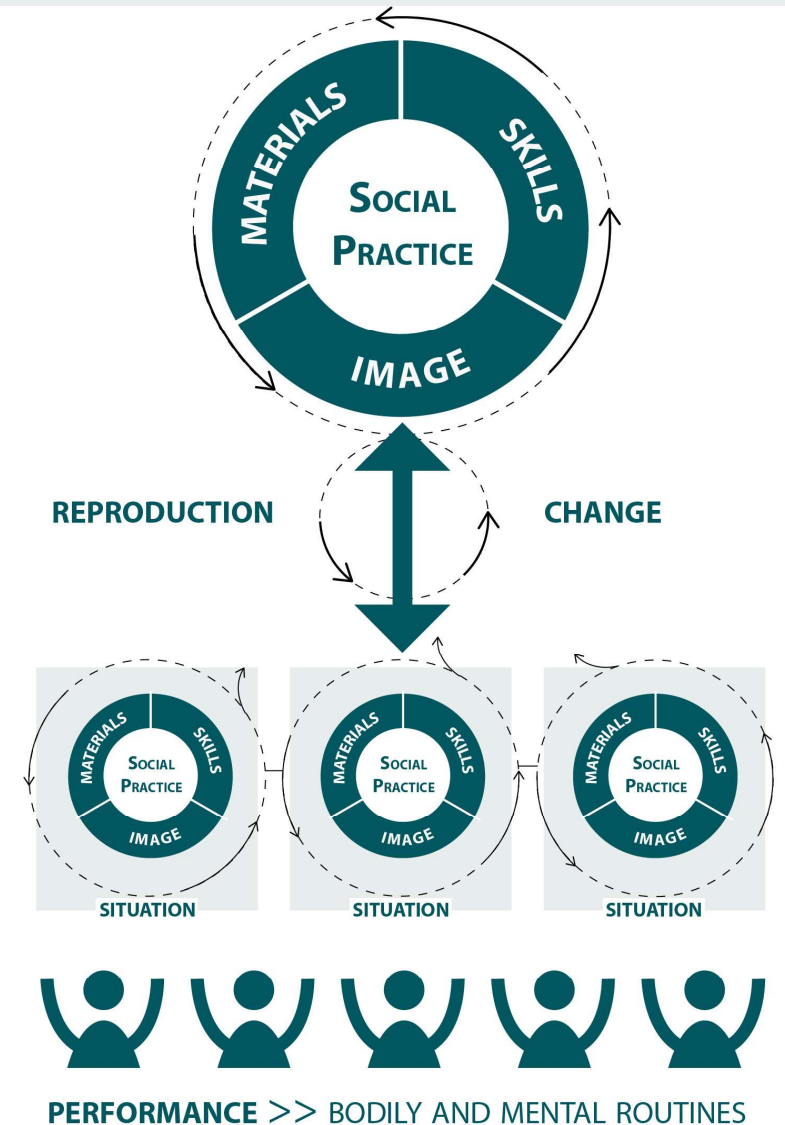 MATERIALS
SKILLS
SOCIAL
PRACTICE
IMAGE
REPRODUCTION
CHANGE
MATERIALS
SKILLS
SOCIAL
PRACTICE
IMAGE
SITUATION
MATERIALS
SKILLS
SOCIAL
PRACTICE
IMAGE
SITUATION
MATERIALS
SKILLS
SOCIAL
PRACTICE
IMAGE
SITUATION
PERFORMANCE >> BODILY AND MENTAL ROUTINES